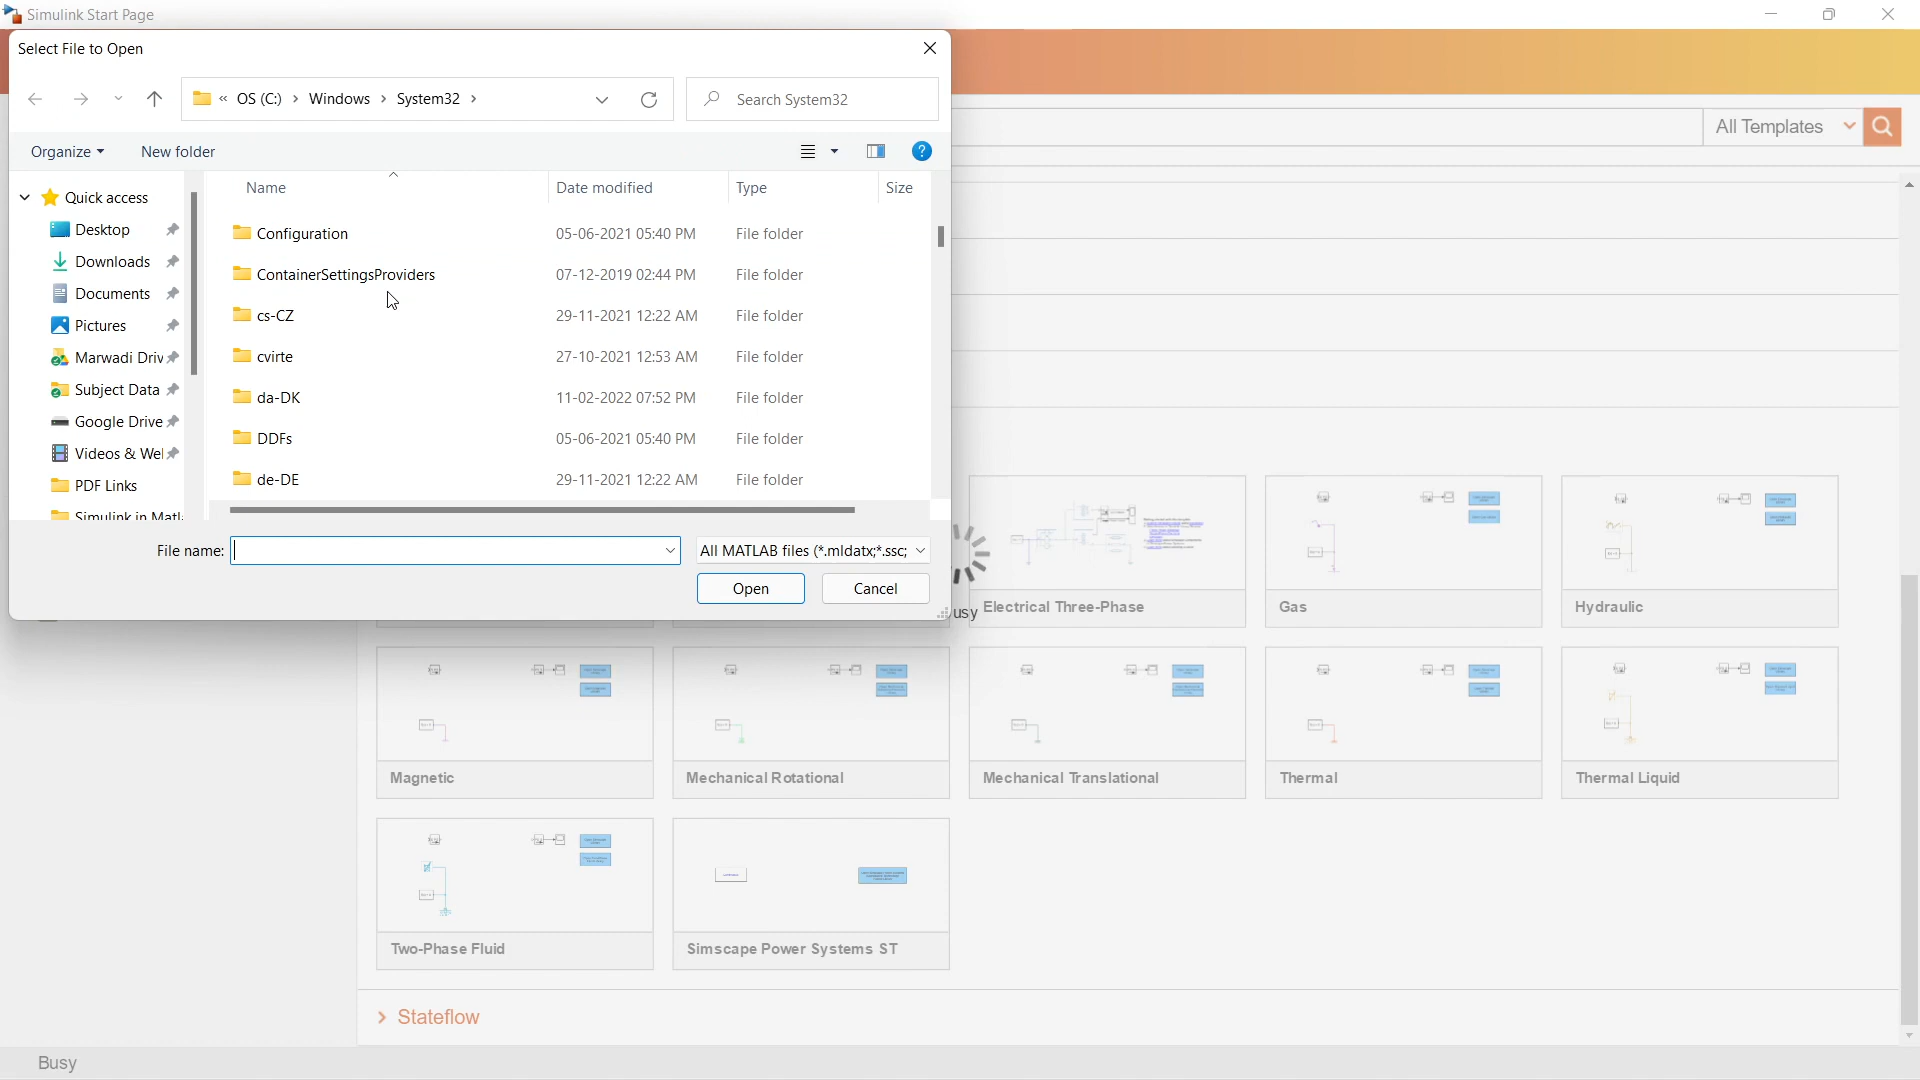 Simulink Start Page
Select File to Open
« OS (C:) › Windows › System32 ›
Search System32
All Templates
Organize
New folder
?
Quick access
Desktop
Downloads
Documents
Pictures
Marwadi Driv
Subject Data
Google Drive
Videos & Wel
PDF Links
Simulink in Matl
Name Date modified Type Size
Configuration 05-06-2021 05:40 PM File folder
ContainerSettingsProviders 07-12-2019 02:44 PM File folder
cs-CZ 29-11-2021 12:22 AM File folder
cvirte 27-10-2021 12:53 AM File folder
da-DK 11-02-2022 07:52 PM File folder
DDFs 05-06-2021 05:40 PM File folder
de-DE 29-11-2021 12:22 AM File folder
File name:
All MATLAB files (*.mldatx;*.ssc;
Open
Cancel
usy
Electrical Three-Phase
Gas
Hydraulic
Magnetic
Mechanical Rotational
Mechanical Translational
Thermal
Thermal Liquid
Two-Phase Fluid
Simscape Power Systems ST
Stateflow
Busy